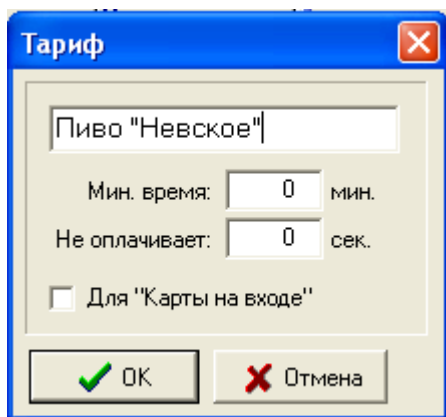 Тариф
Пиво "Невское"
Мин. время: 0 мин.
Не оплачивает: 0 сек.
Для "Карты на входе"
OK Отмена